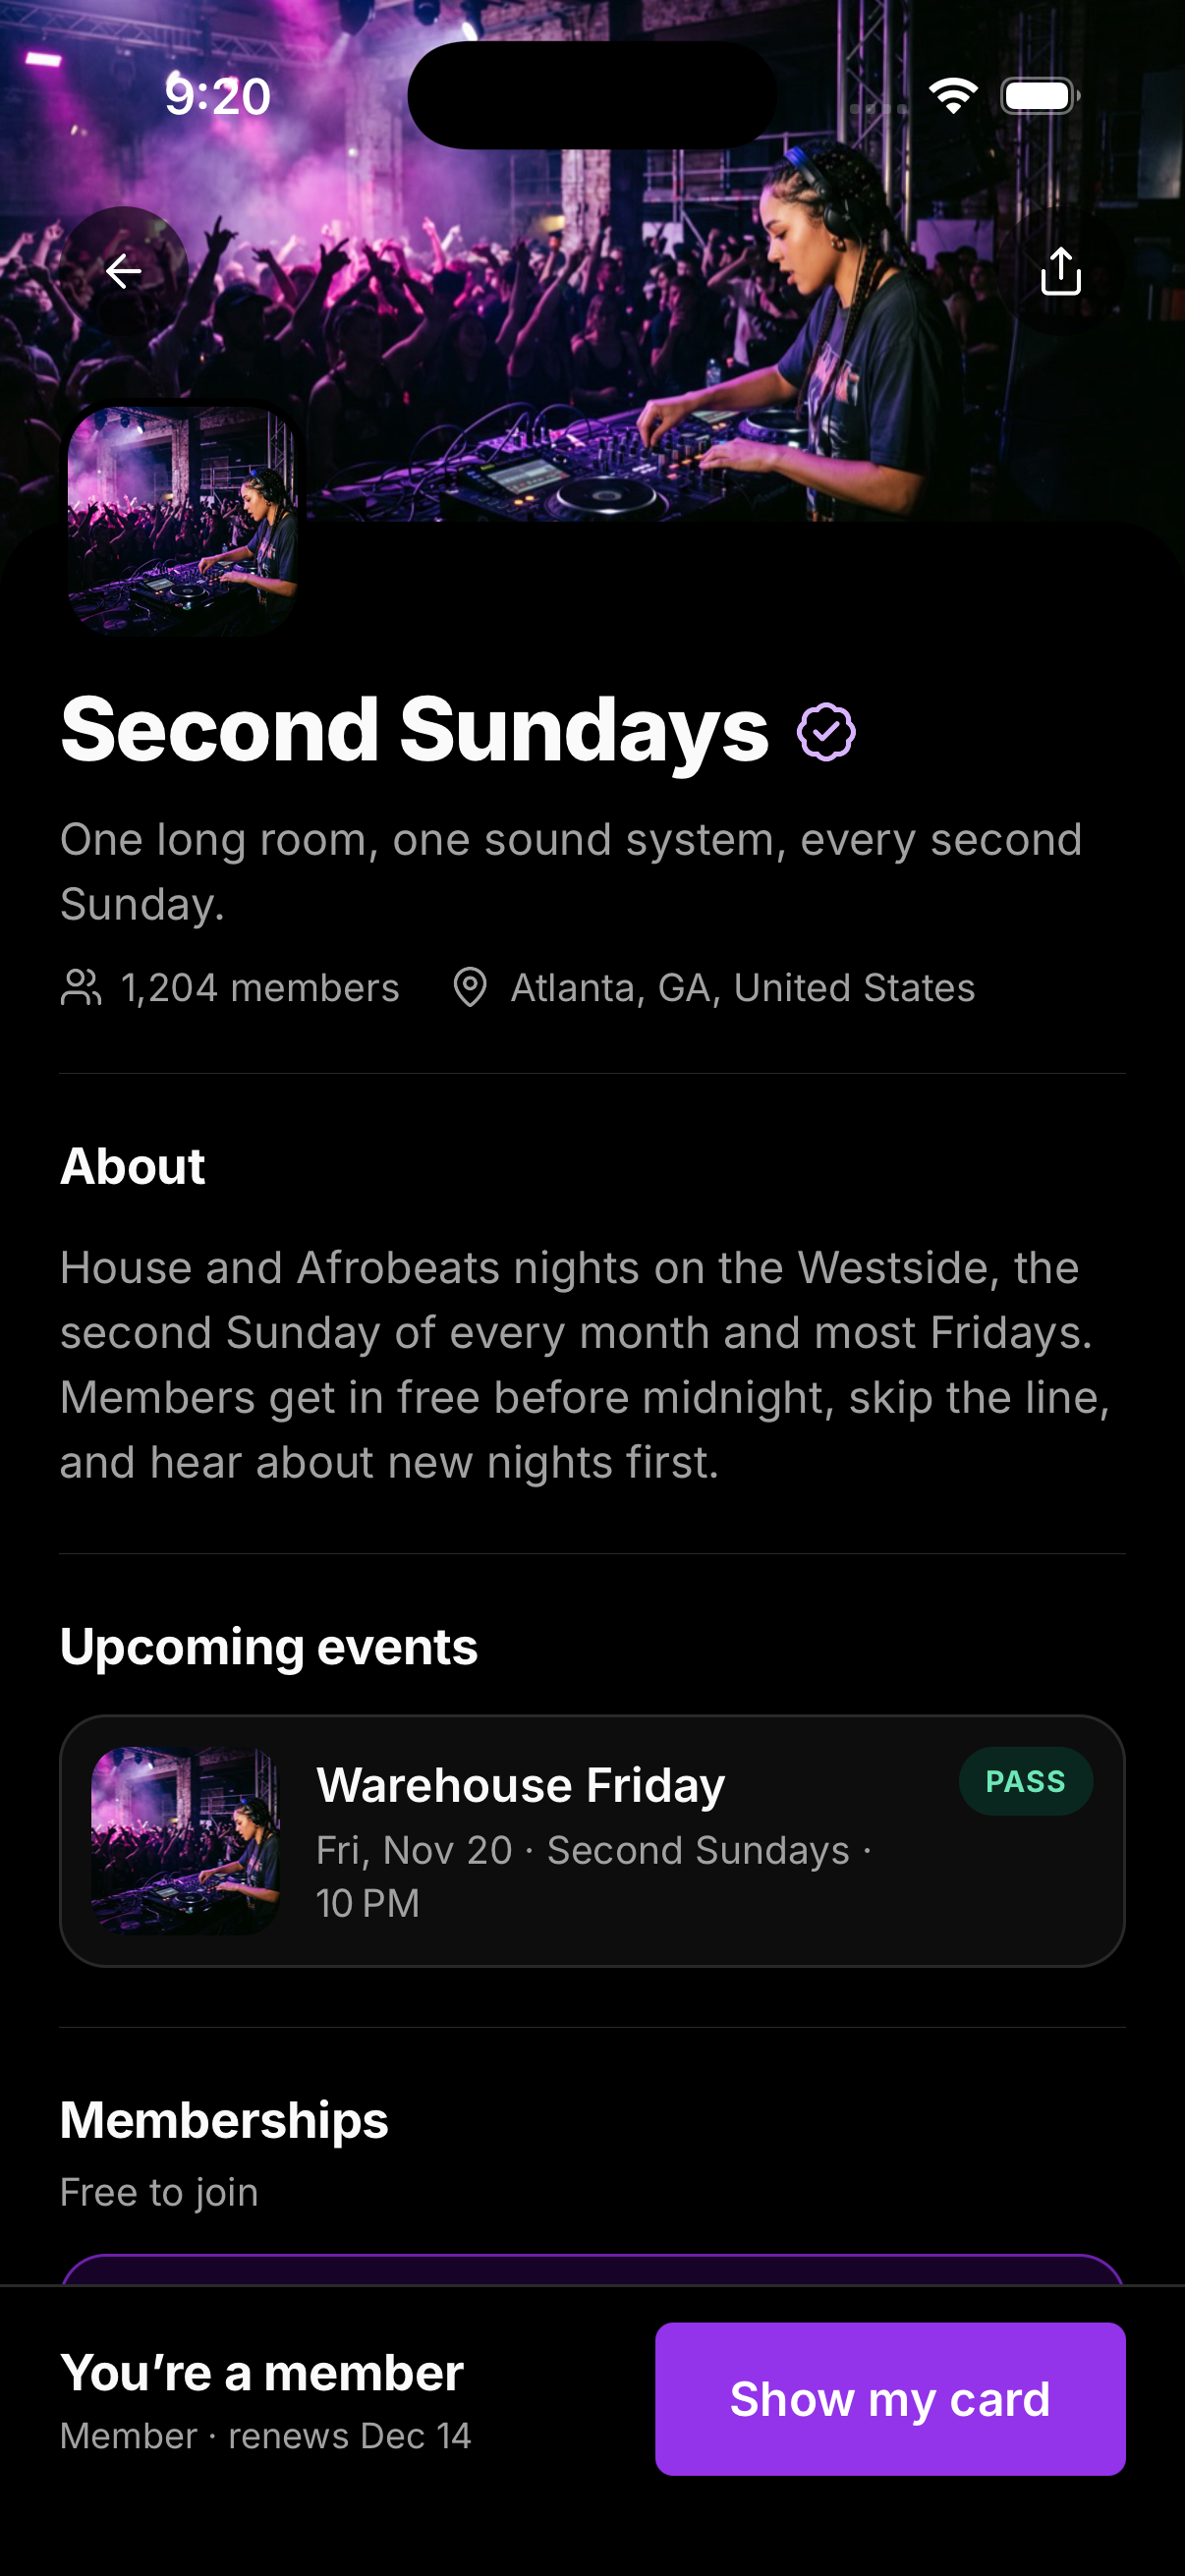 9:20
Second Sundays
One long room, one sound system, every second
Sunday.
1,204 members
Atlanta, GA, United States
About
House and Afrobeats nights on the Westside, the
second Sunday of every month and most Fridays.
Members get in free before midnight, skip the line,
and hear about new nights first.
Upcoming events
Warehouse Friday
PASS
Fri, Nov 20 · Second Sundays ·
10 PM
Memberships
Free to join
You’re a member
Member · renews Dec 14
Show my card